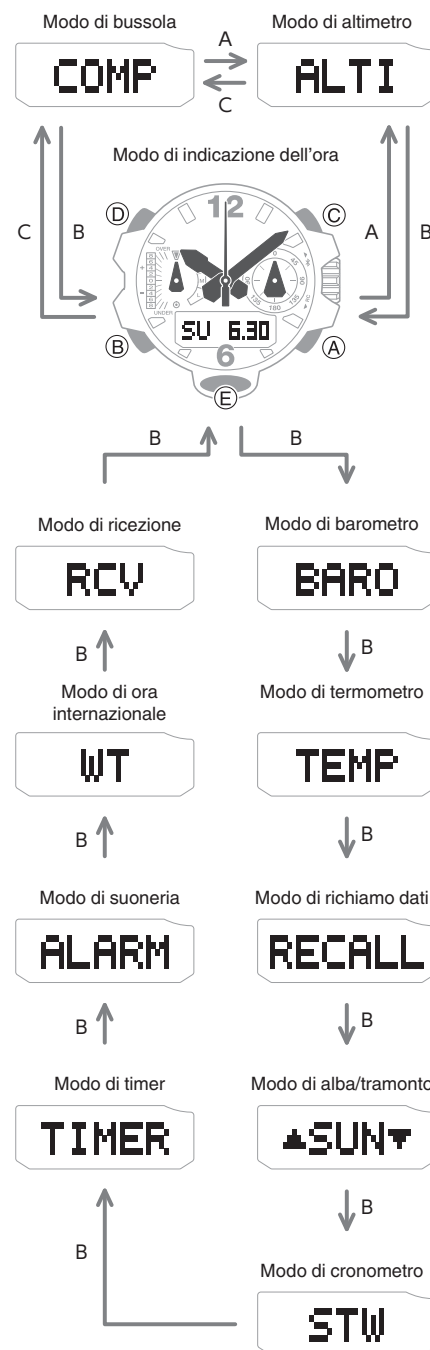 Modo di bussola
Modo di altimetro
A
COMP
ALTI
C
Modo di indicazione dell'ora
C
B
A
B
D
C
12
OVER
UNDER
SU 6.30
6
B
A
E
B
B
Modo di ricezione
Modo di barometro
RCV
BARO
B
B
Modo di ora
internazionale
Modo di termometro
WT
TEMP
B
B
Modo di suoneria
Modo di richiamo dati
ALARM
RECALL
B
B
Modo di timer
Modo di alba/tramonto
TIMER
▲SUN▼
B
B
Modo di cronometro
STW